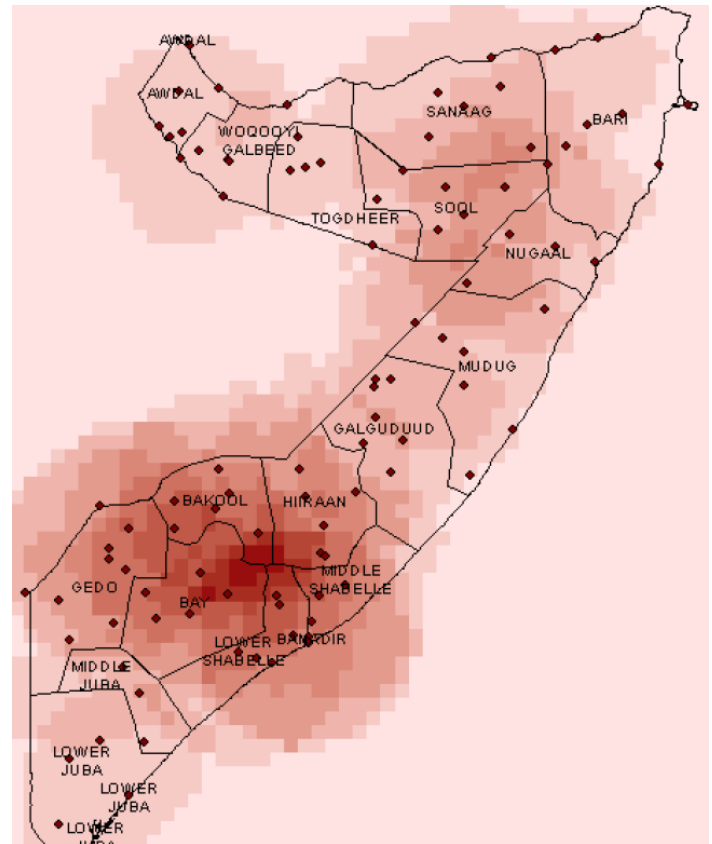 AWDAL
AWDAL
SANAAG
BARI
WOQOOYI
GALBEED
TOGDHEER
SOOL
NUGAAL
MUDUG
GALGUDUUD
BAKOOL
HIIRAAN
MIDDLE
SHABELLE
GEDO
BAY
BANADIR
LOWER
SHABELLE
MIDDLE
JUBA
LOWER
JUBA
LOWER
JUBA
LOWER
JUBA